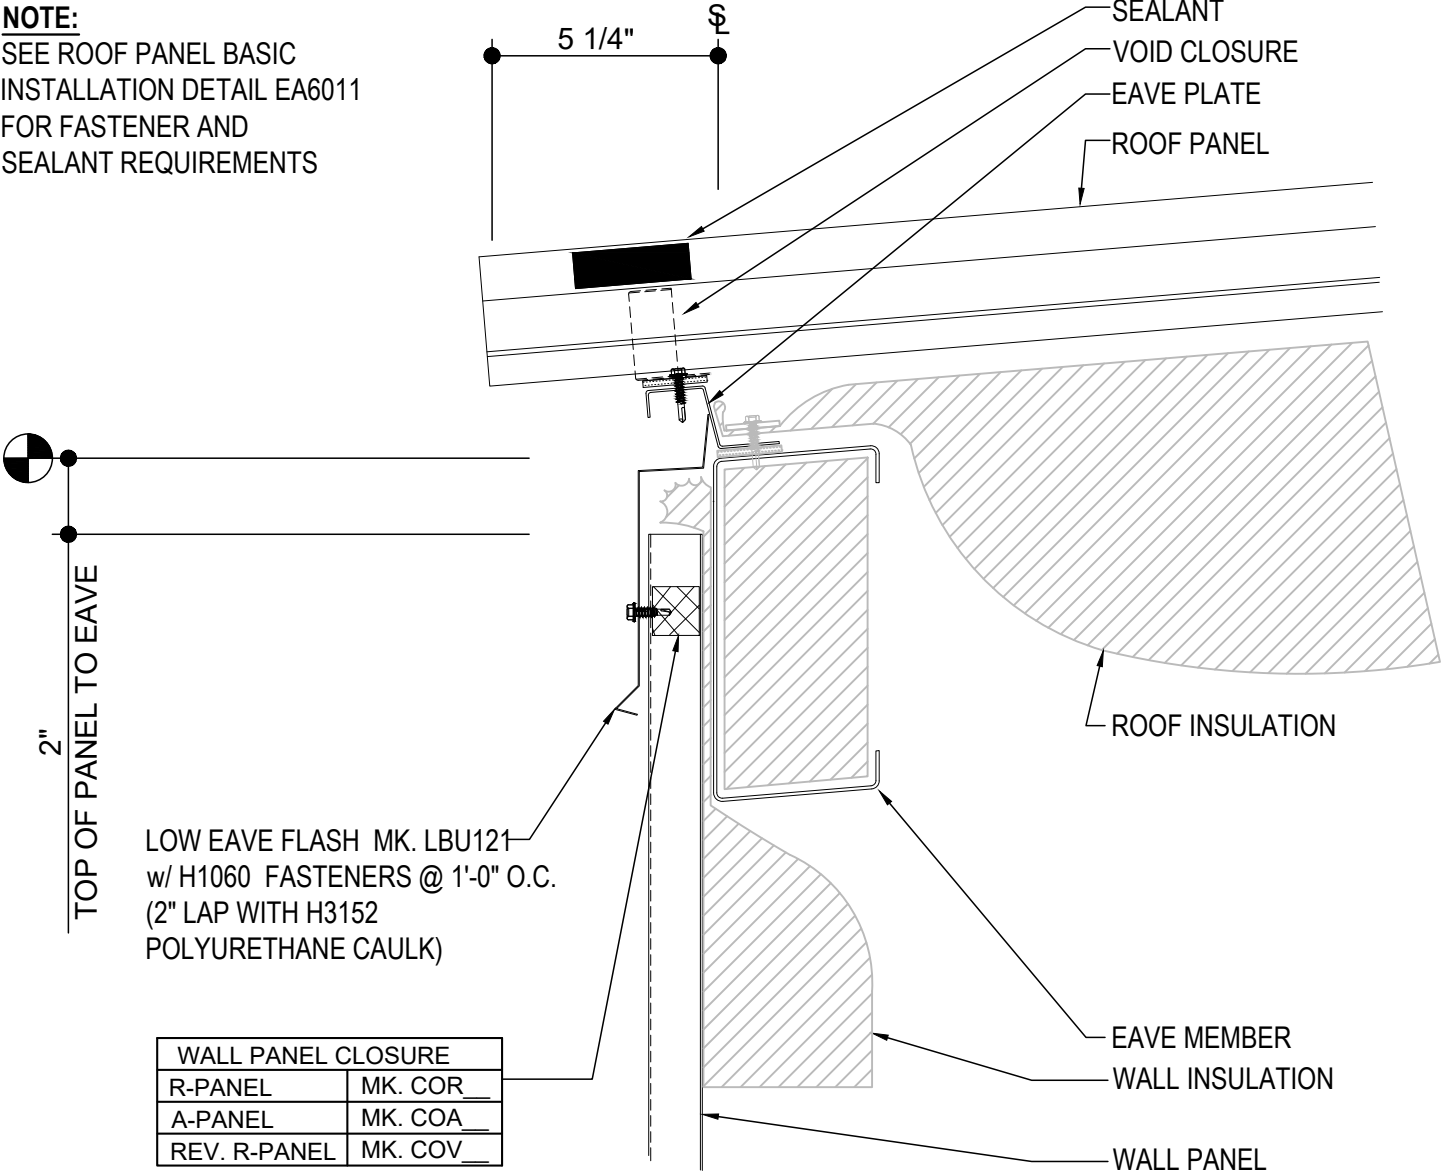 NOTE:
SEE ROOF PANEL BASIC
INSTALLATION DETAIL EA6011
FOR FASTENER AND
SEALANT REQUIREMENTS
5 1/4"
SEALANT
VOID CLOSURE
EAVE PLATE
ROOF PANEL
2"
TOP OF PANEL TO EAVE
ROOF INSULATION
LOW EAVE FLASH MK. LBU121
w/ H1060 FASTENERS @ 1'-0" O.C.
(2" LAP WITH H3152
POLYURETHANE CAULK)
WALL PANEL CLOSURE
R-PANEL MK. COR__
A-PANEL MK. COA__
REV. R-PANEL MK. COV__
EAVE MEMBER
WALL INSULATION
WALL PANEL